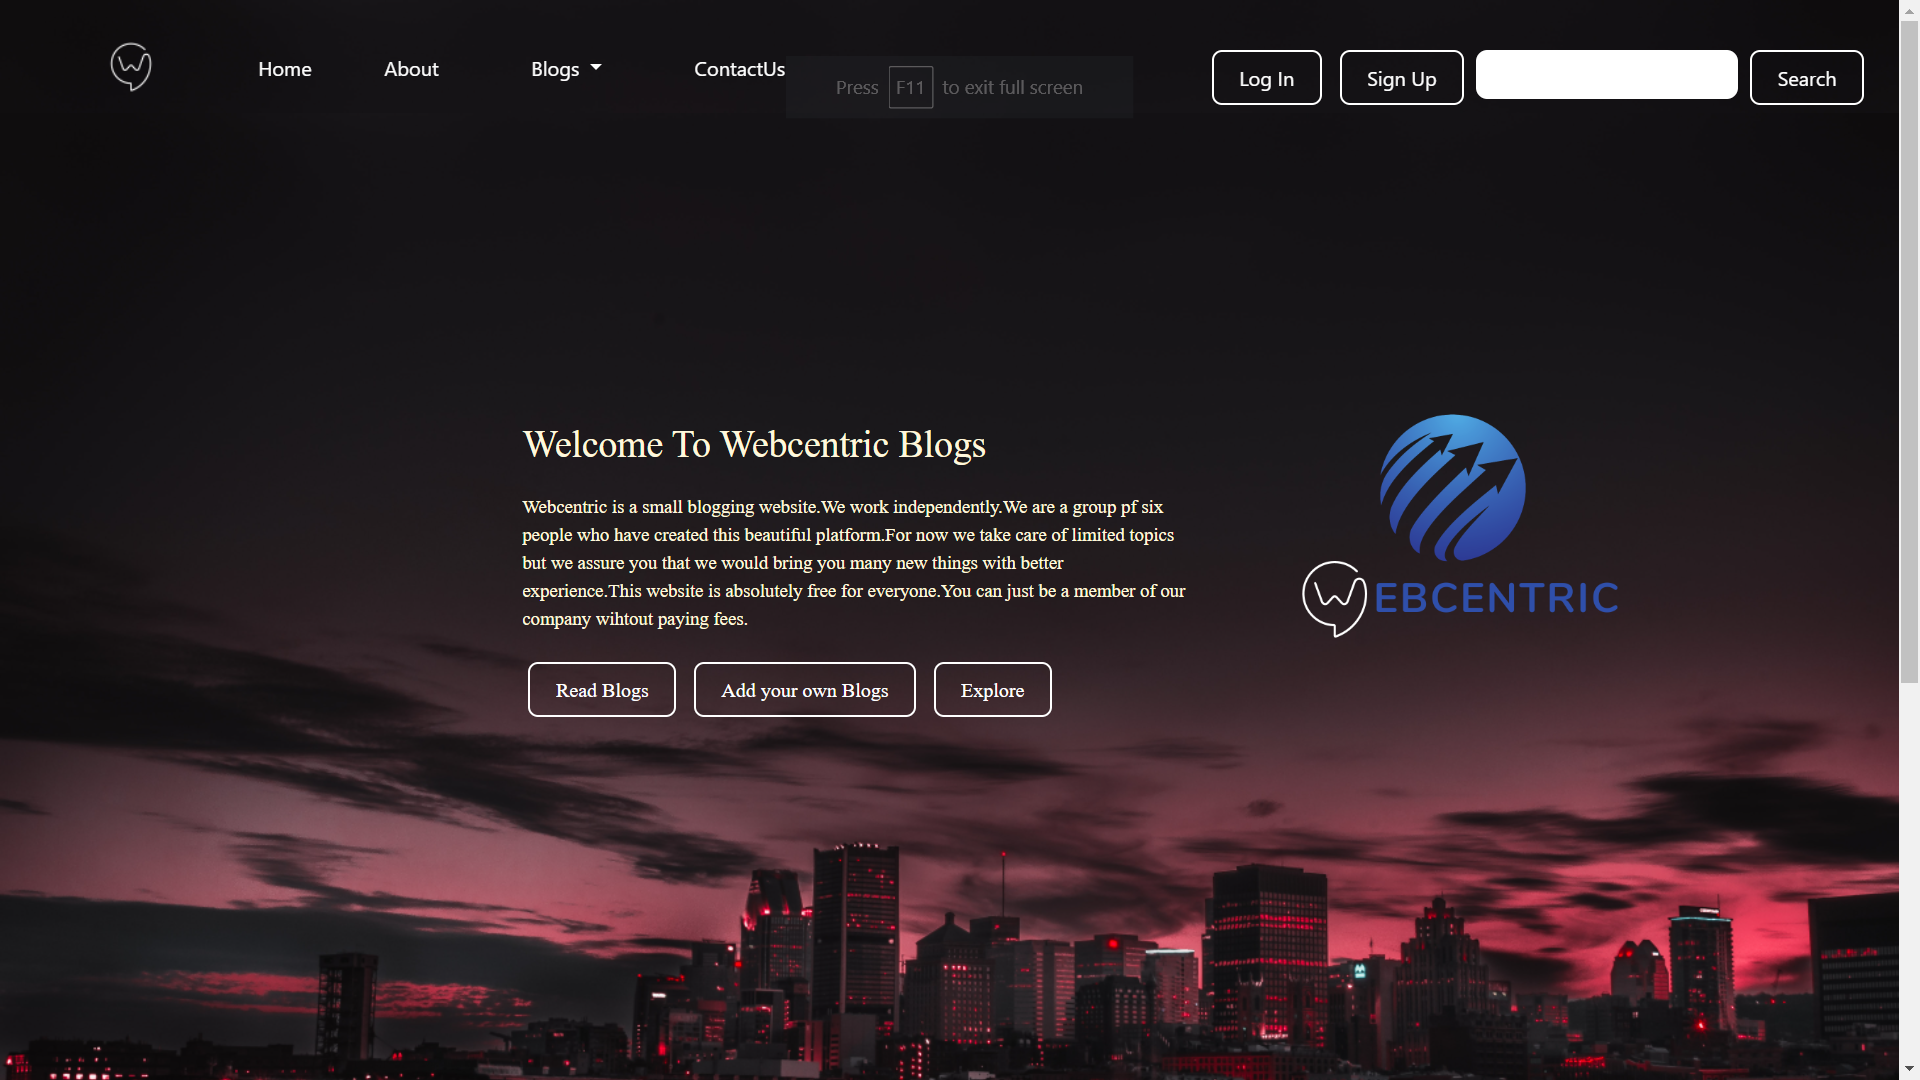 Home About Blogs ContactUs Log In Sign Up Search
Press F11 to exit full screen
Welcome To Webcentric Blogs
Webcentric is a small blogging website.We work independently.We are a group pf six
people who have created this beautiful platform.For now we take care of limited topics
but we assure you that we would bring you many new things with better
experience.This website is absolutely free for everyone.You can just be a member of our
company wihtout paying fees.
WEBCENTRIC
Read Blogs Add your own Blogs Explore